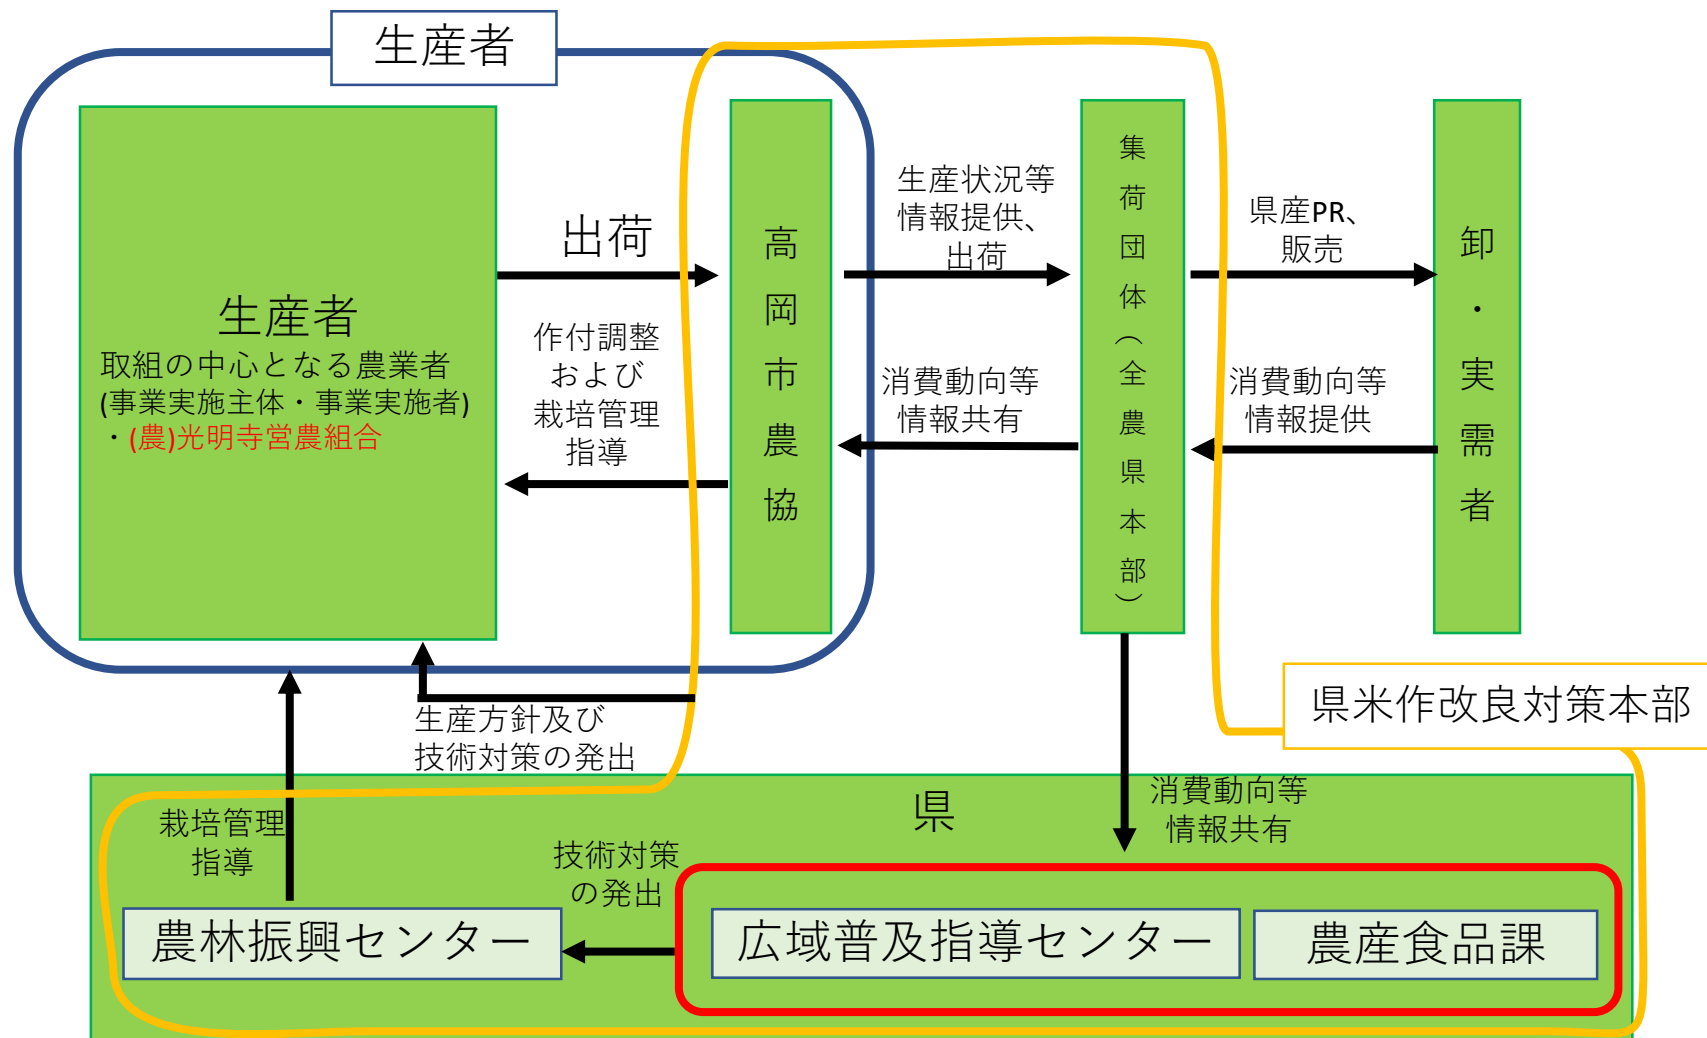 生産者
生産者
取組の中心となる農業者
(事業実施主体・事業実施者)
・(農)光明寺営農組合
出荷
作付調整
および
栽培管理
指導
高岡市農協
生産状況等
情報提供、
出荷
消費動向等
情報共有
集荷団体(全農県本部)
県産PR、
販売
消費動向等
情報提供
卸・実需者
県米作改良対策本部
生産方針及び
技術対策の発出
県
消費動向等
情報共有
栽培管理
指導
技術対策
の発出
農林振興センター
広域普及指導センター
農産食品課